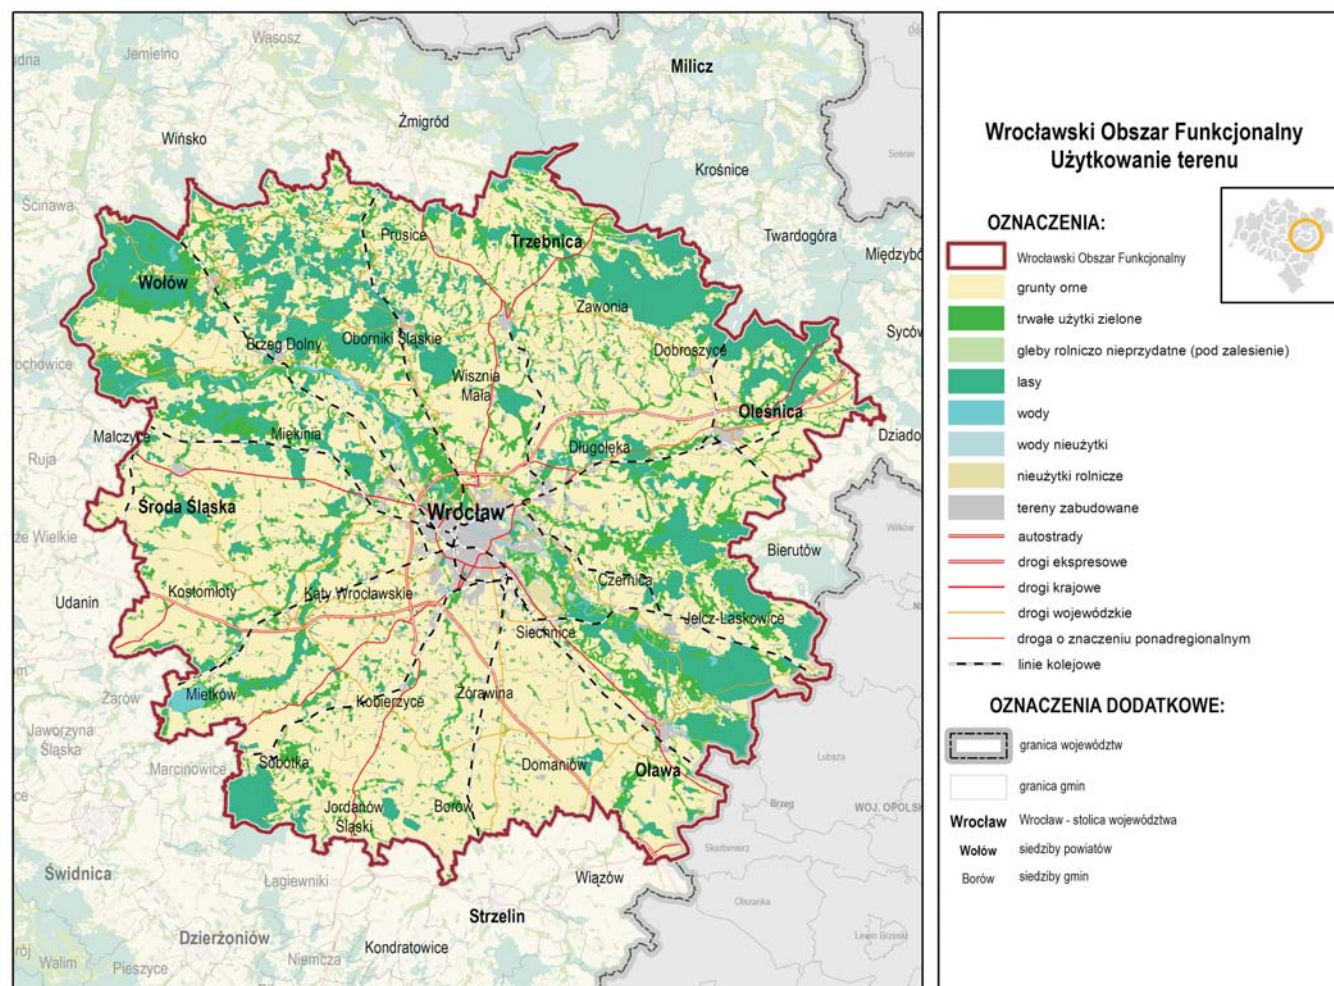 Wąsosz
Jemielno
Milicz
Żmigród
Wińsko
Krośnice
Sośnie
Ścinawa
Prusice
Trzebnica
Twardogóra
Wołów
Zawonia
Syców
Brzeg Dolny
Oborniki Śląskie
Dobroszyce
Wisznia
Mała
Oleśnica
Malczyce
Miękinia
Długołęka
Ruja
Środa Śląska
Wrocław
Wilków
Bierutów
Udanin
Kostomłoty
Kąty Wrocławskie
Czernica
Jelcz-Laskowice
Siechnice
Żarów
Mietków
Kobierzyce
Żórawina
Jaworzyna
Śląska
Marcinowice
Sobótka
Domaniów
Oława
Lubsza
Jordanów
Śląski
Borów
Brzeg
WOJ. OPOLSK
Skarbimierz
Świdnica
Łagiewniki
Wiązów
Olszanka
Strzelin
Dzierżoniów
Kondratowice
Niemcza
Walim
Pieszyce
Lewin Brzeski
Wrocławski Obszar Funkcjonalny
Użytkowanie terenu
OZNACZENIA:
Wrocławski Obszar Funkcjonalny
grunty orne
trwałe użytki zielone
gleby rolniczo nieprzydatne (pod zalesienie)
lasy
wody
wody nieużytki
nieużytki rolnicze
tereny zabudowane
autostrady
drogi ekspresowe
drogi krajowe
drogi wojewódzkie
droga o znaczeniu ponadregionalnym
linie kolejowe
OZNACZENIA DODATKOWE:
granica województw
granica gmin
Wrocław Wrocław - stolica województwa
Wołów siedziby powiatów
Borów siedziby gmin